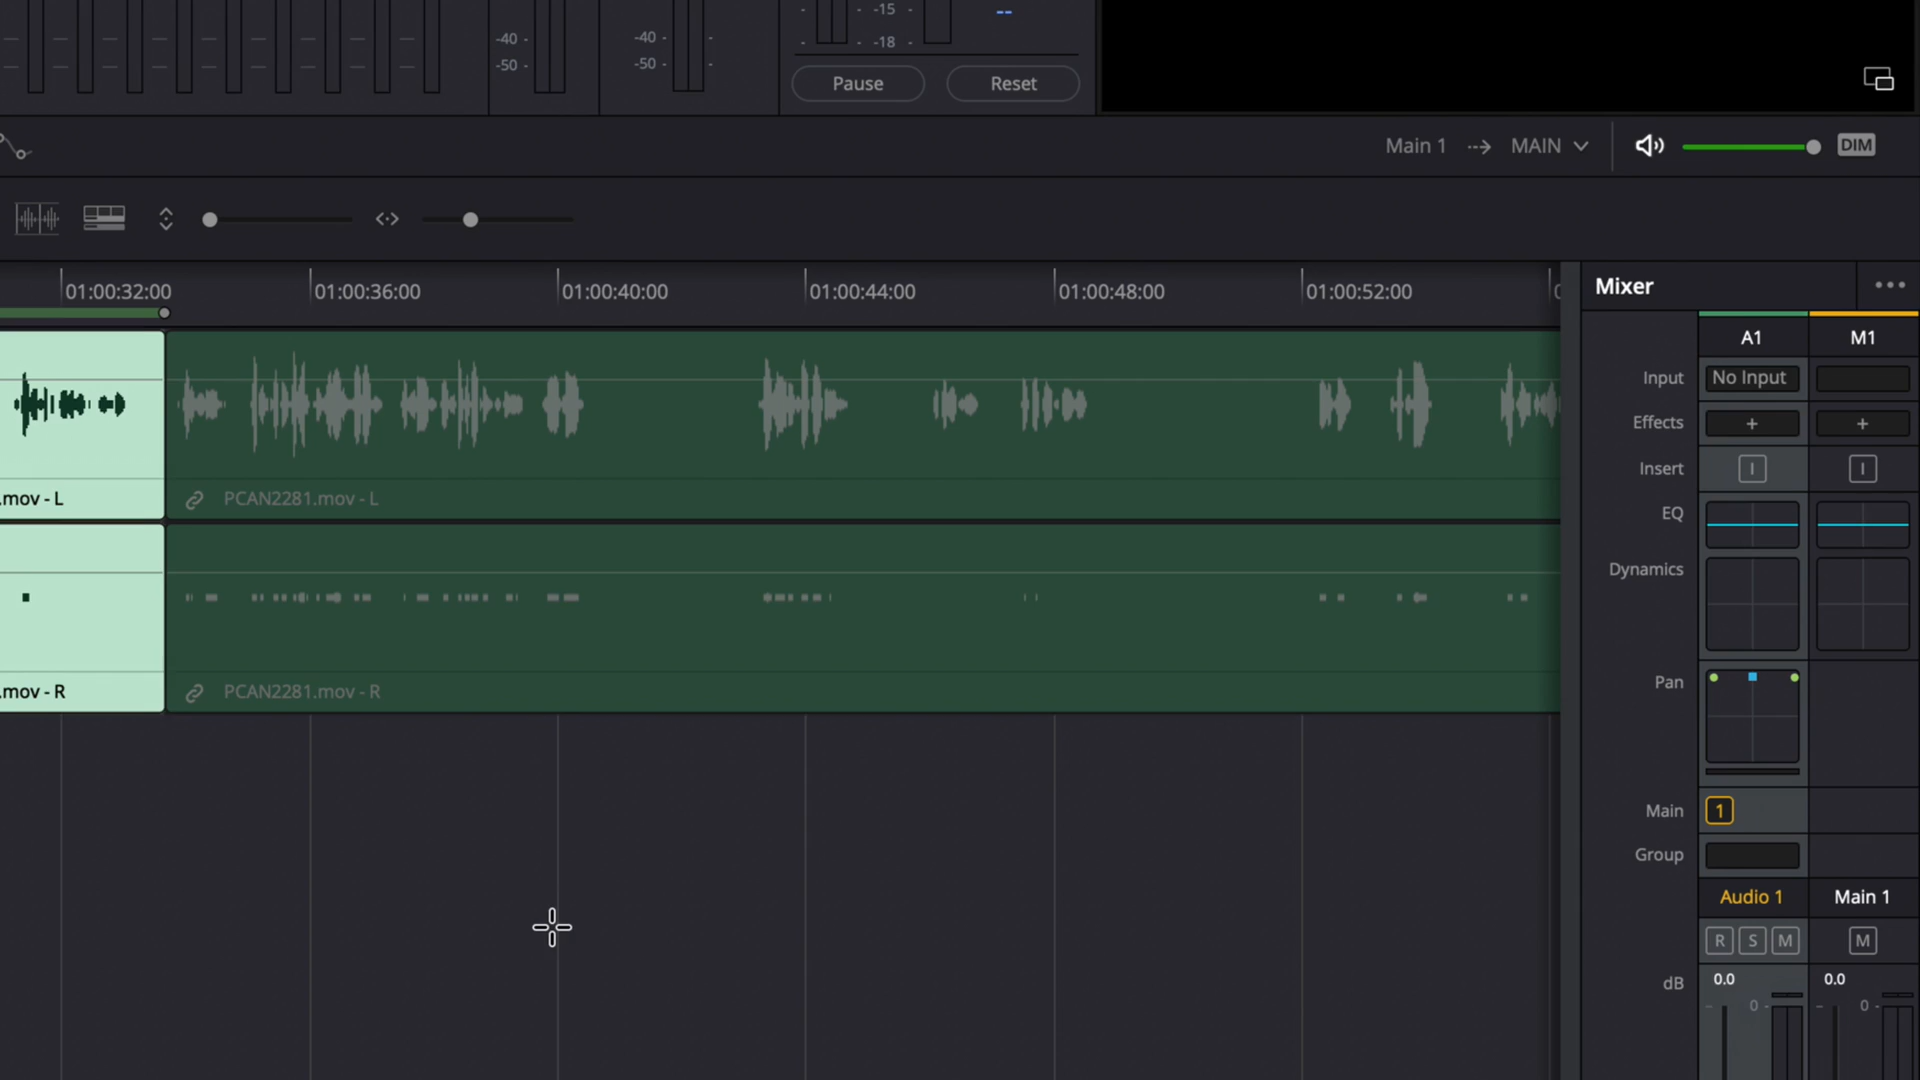 -15
--
-40
-40
-18
-50
-50
Pause
Reset
Main 1
MAIN
DIM
01:00:32:00
01:00:36:00
01:00:40:00
01:00:44:00
01:00:48:00
01:00:52:00
Mixer
A1
M1
Input
No Input
Effects
+
+
Insert
I
I
.mov - L
PCAN2281.mov - L
EQ
Dynamics
.mov - R
PCAN2281.mov - R
Pan
Main
1
Group
Audio 1
Main 1
R
S
M
M
dB
0.0
0.0
0
0